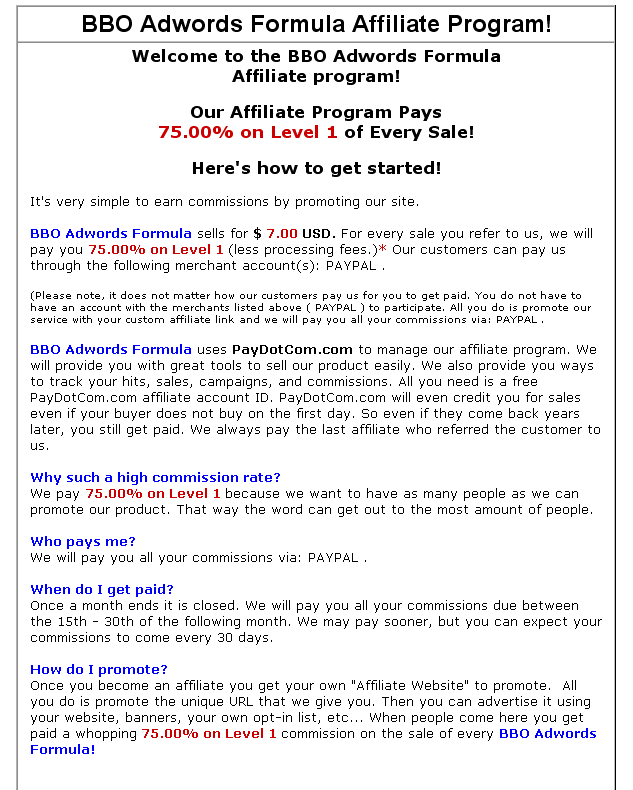 BBO Adwords Formula Affiliate Program!
Welcome to the BBO Adwords Formula
Affiliate program!
Our Affiliate Program Pays
75.00% on Level 1 of Every Sale!
Here's how to get started!
It's very simple to earn commissions by promoting our site.
BBO Adwords Formula sells for $ 7.00 USD. For every sale you refer to us, we will
pay you 75.00% on Level 1 (less processing fees.)* Our customers can pay us
through the following merchant account(s): PAYPAL .
(Please note, it does not matter how our customers pay us for you to get paid. You do not have to
have an account with the merchants listed above ( PAYPAL ) to participate. All you do is promote our
service with your custom affiliate link and we will pay you all your commissions via: PAYPAL .
BBO Adwords Formula uses PayDotCom.com to manage our affiliate program. We
will provide you with great tools to sell our product easily. We also provide you ways
to track your hits, sales, campaigns, and commissions. All you need is a free
PayDotCom.com affiliate account ID. PayDotCom.com will even credit you for sales
even if your buyer does not buy on the first day. So even if they come back years
later, you still get paid. We always pay the last affiliate who referred the customer to
us.
Why such a high commission rate?
We pay 75.00% on Level 1 because we want to have as many people as we can
promote our product. That way the word can get out to the most amount of people.
Who pays me?
We will pay you all your commissions via: PAYPAL .
When do I get paid?
Once a month ends it is closed. We will pay you all your commissions due between
the 15th - 30th of the following month. We may pay sooner, but you can expect your
commissions to come every 30 days.
How do I promote?
Once you become an affiliate you get your own "Affiliate Website" to promote.  All
you do is promote the unique URL that we give you. Then you can advertise it using
your website, banners, your own opt-in list, etc... When people come here you get
paid a whopping 75.00% on Level 1 commission on the sale of every BBO Adwords
Formula!